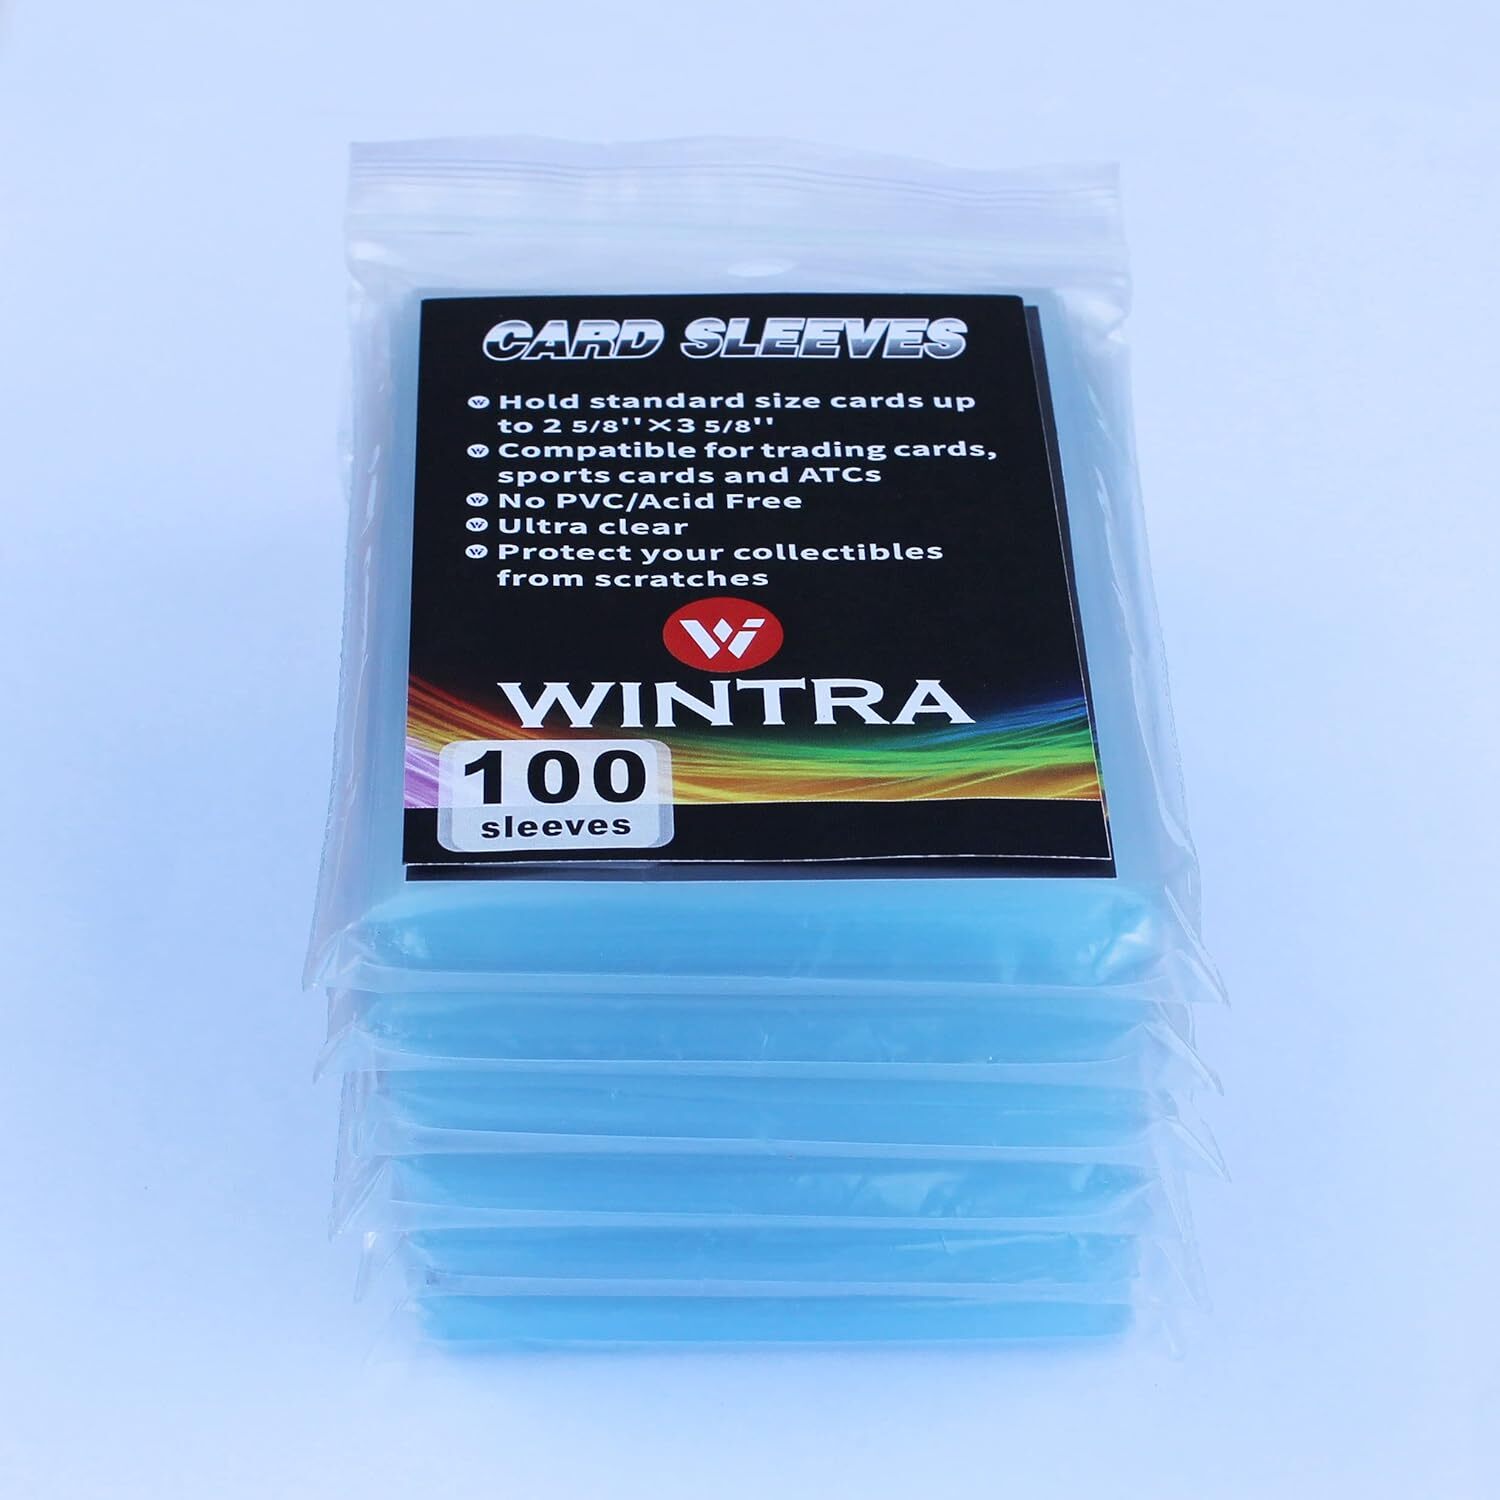 CARD SLEEVES
Hold standard size cards up
to 2 5/8''×3 5/8''
Compatible for trading cards,
sports cards and ATCs
No PVC/Acid Free
Ultra clear
Protect your collectibles
from scratches
W
WINTRA
100
sleeves